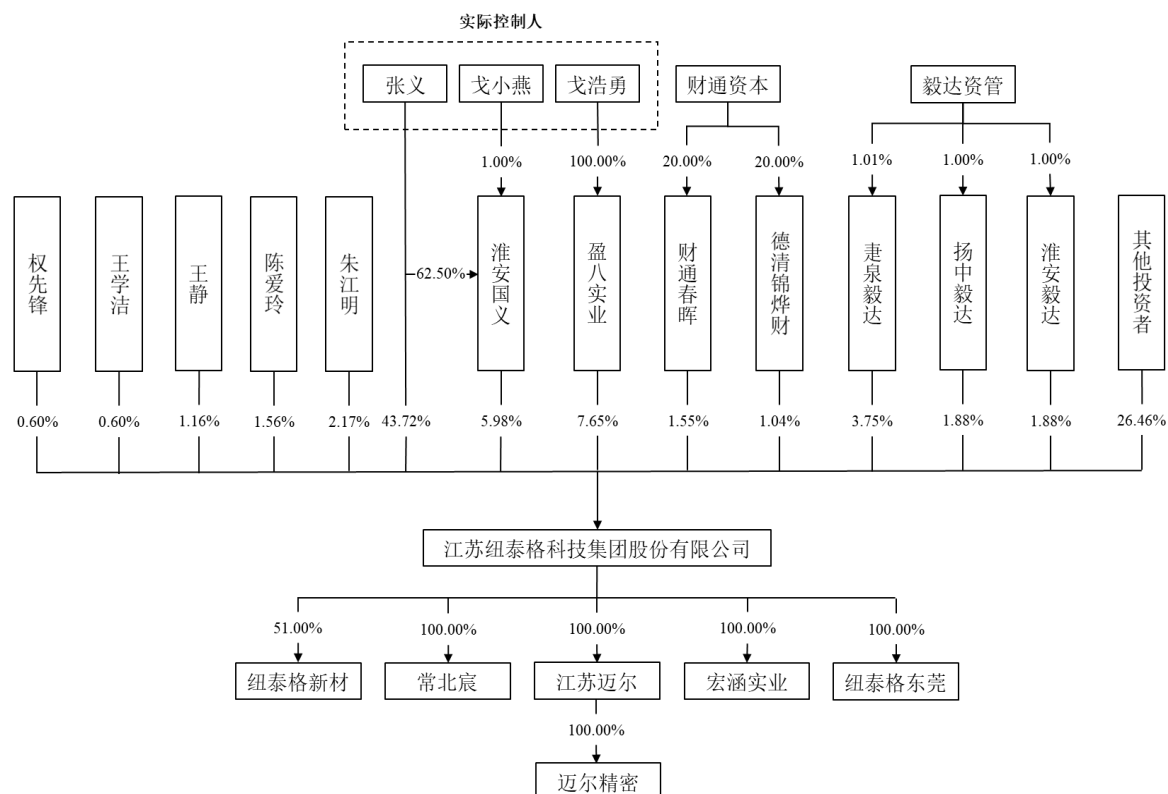 实际控制人
张义
戈小燕
戈浩勇
财通资本
毅达资管
1.00%
100.00%
20.00%
20.00%
1.01%
1.00%
1.00%
权先锋
王学洁
王静
陈爱玲
朱江明
62.50%
淮安国义
盈八实业
财通春晖
德清锦烨财
疌泉毅达
扬中毅达
淮安毅达
其他投资者
0.60%
0.60%
1.16%
1.56%
2.17%
43.72%
5.98%
7.65%
1.55%
1.04%
3.75%
1.88%
1.88%
26.46%
江苏纽泰格科技集团股份有限公司
51.00%
100.00%
100.00%
100.00%
100.00%
纽泰格新材
常北宸
江苏迈尔
宏涵实业
纽泰格东莞
100.00%
迈尔精密